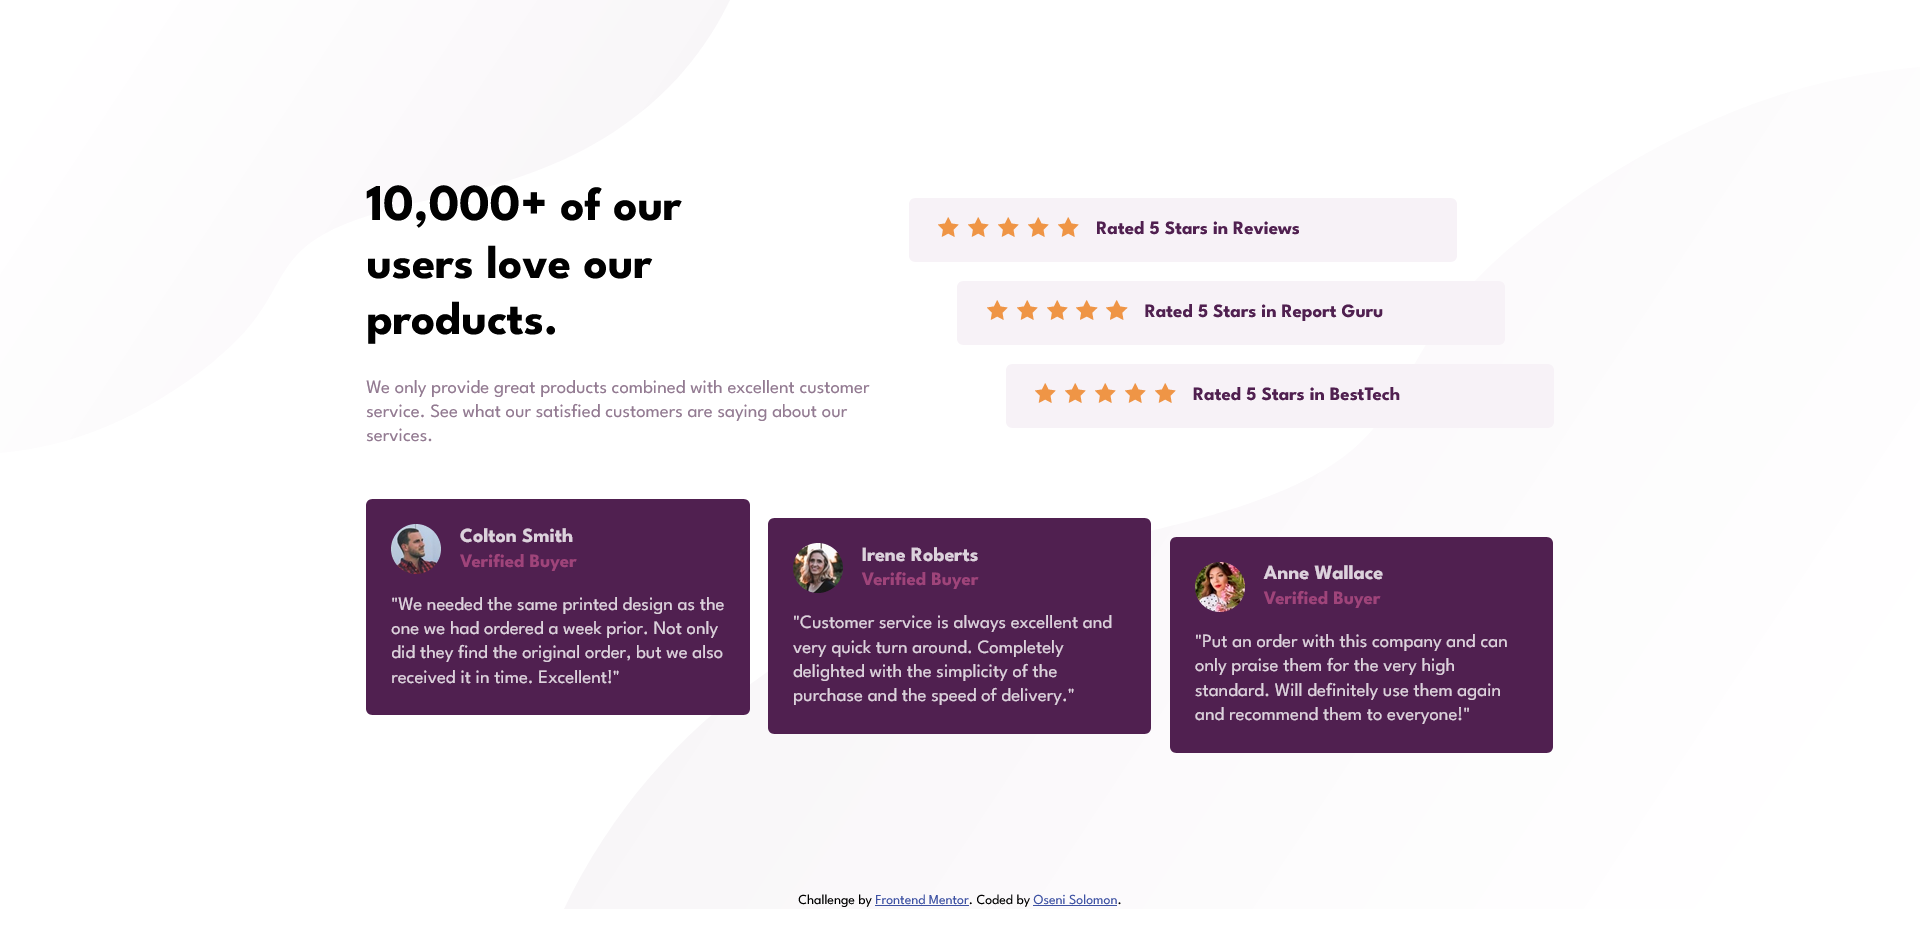 10,000+ of our
users love our
products.
We only provide great products combined with excellent customer
service. See what our satisfied customers are saying about our
services.
Rated 5 Stars in Reviews
Rated 5 Stars in Report Guru
Rated 5 Stars in BestTech
Colton Smith
Verified Buyer
"We needed the same printed design as the
one we had ordered a week prior. Not only
did they find the original order, but we also
received it in time. Excellent!"
Irene Roberts
Verified Buyer
"Customer service is always excellent and
very quick turn around. Completely
delighted with the simplicity of the
purchase and the speed of delivery."
Anne Wallace
Verified Buyer
"Put an order with this company and can
only praise them for the very high
standard. Will definitely use them again
and recommend them to everyone!"
Challenge by Frontend Mentor. Coded by Oseni Solomon.